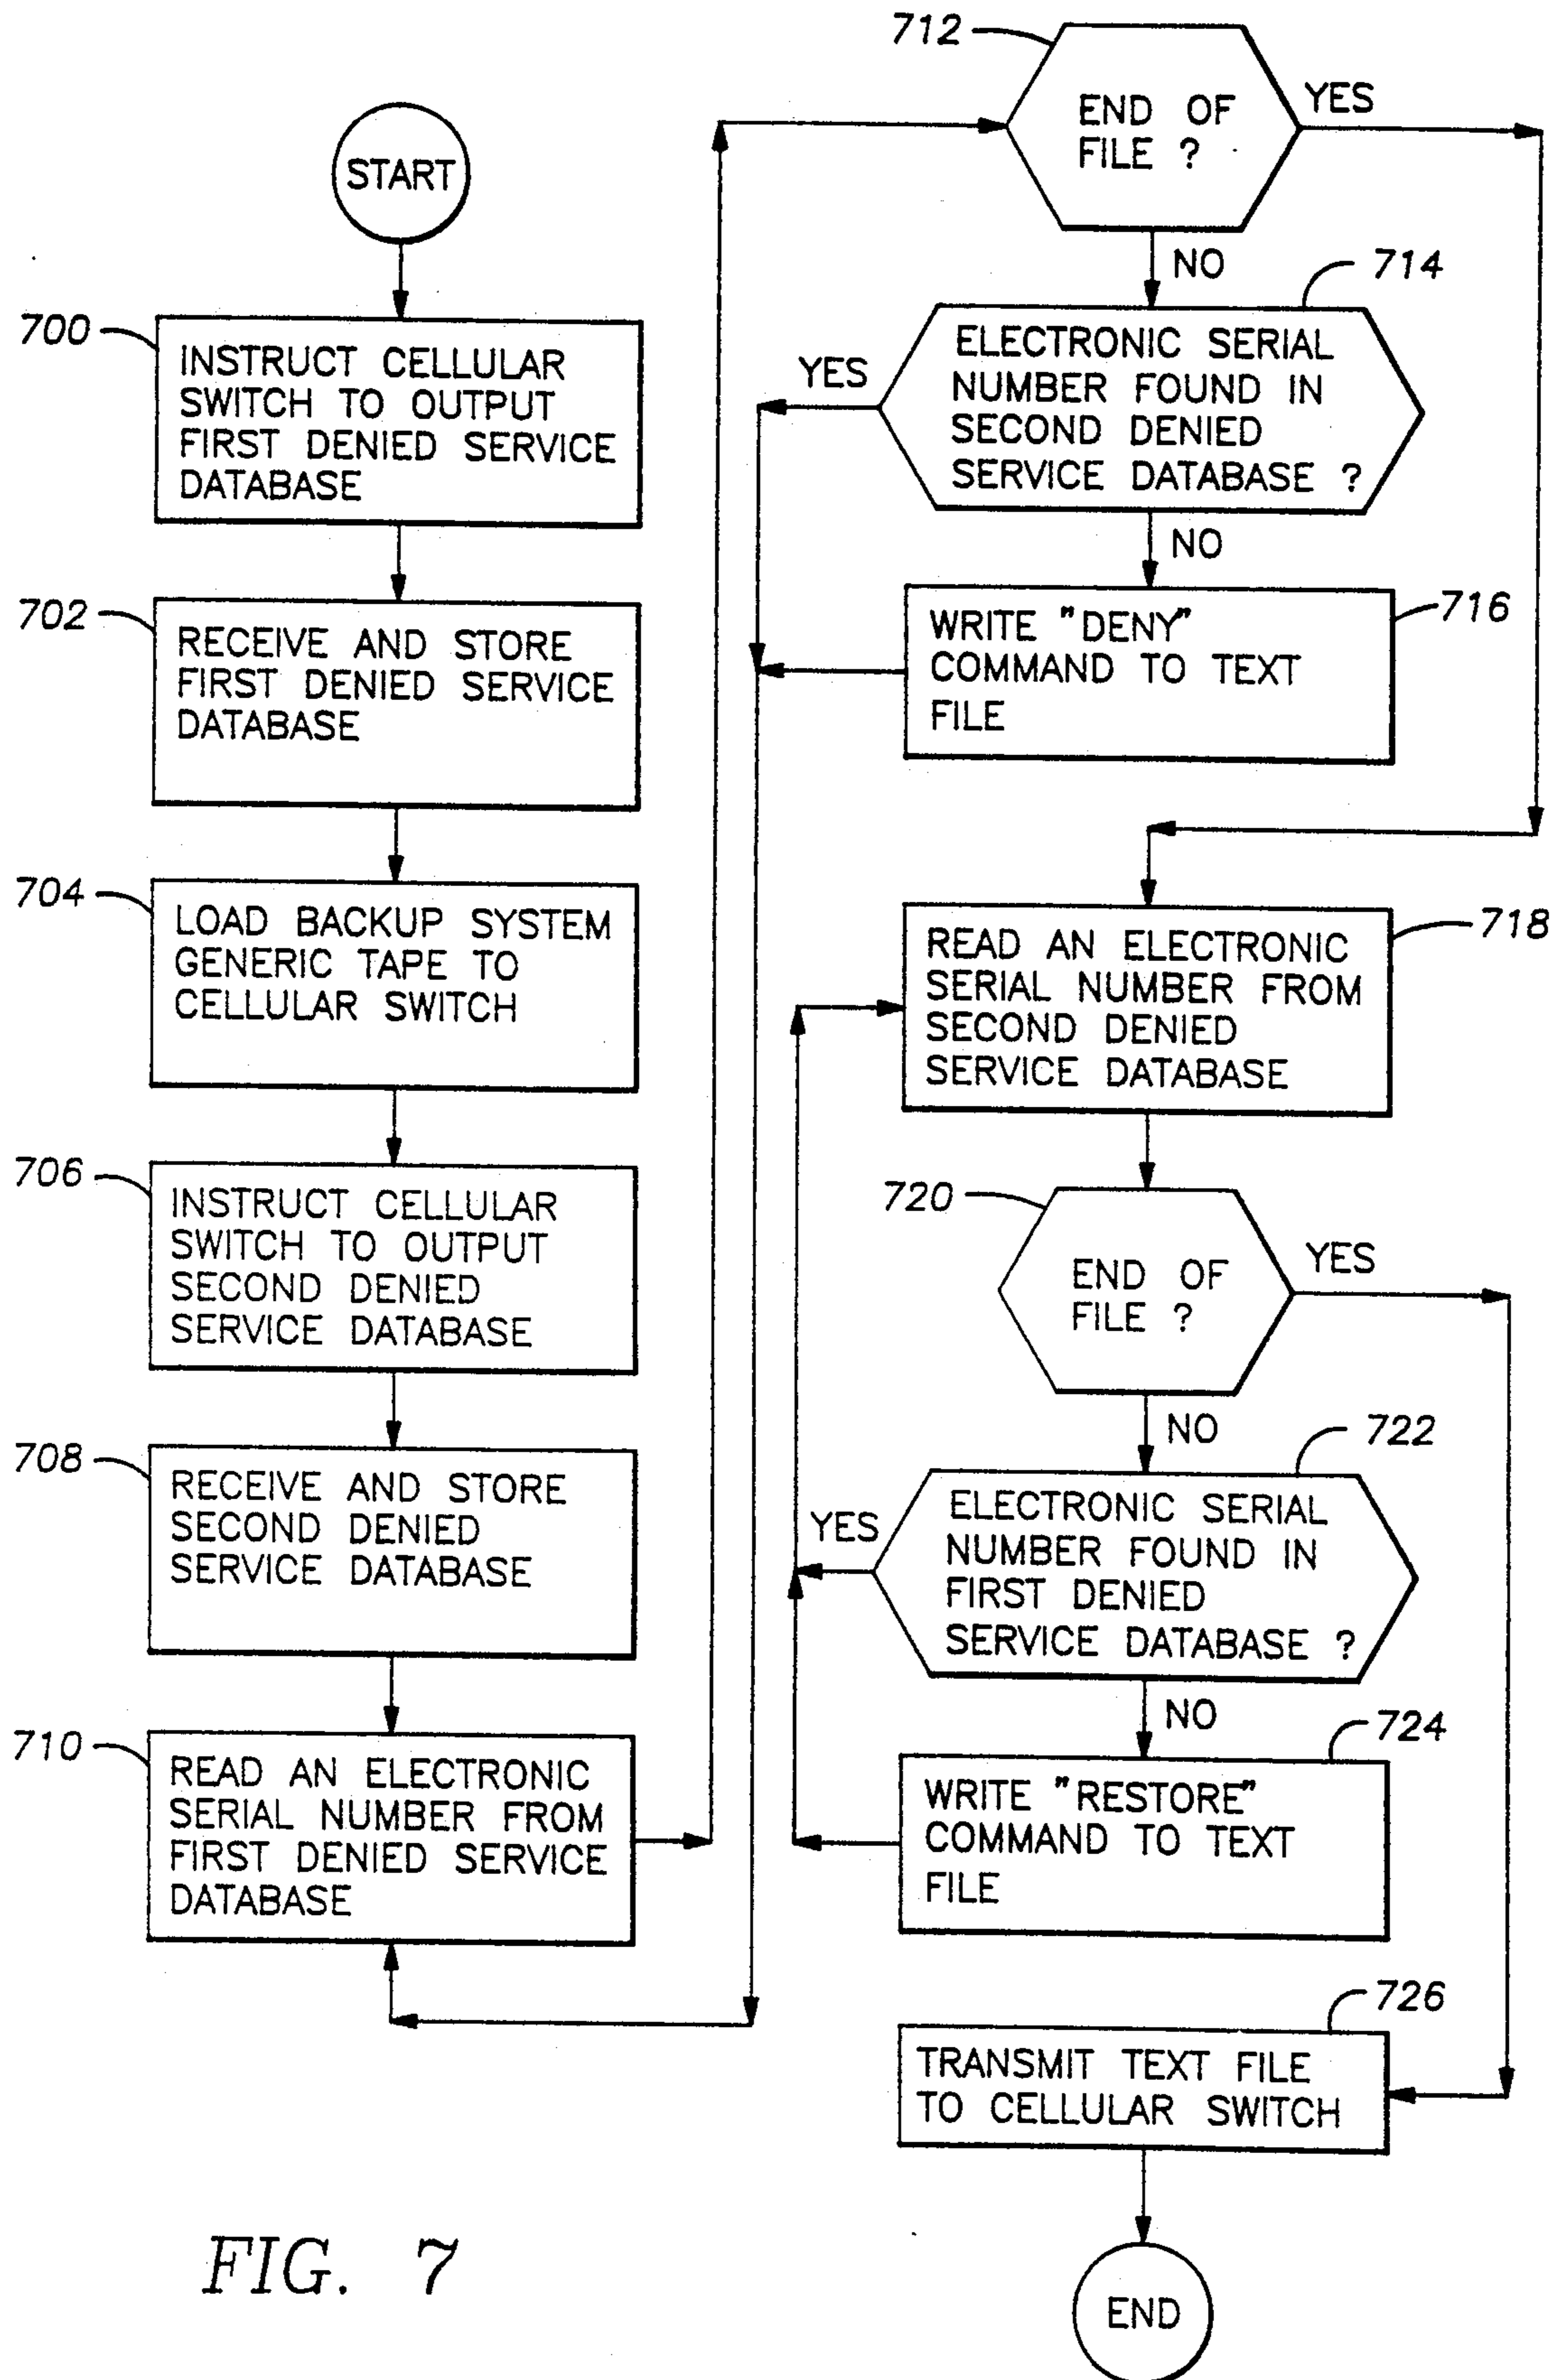 START
700
INSTRUCT CELLULAR
SWITCH TO OUTPUT
FIRST DENIED SERVICE
DATABASE
702
RECEIVE AND STORE
FIRST DENIED SERVICE
DATABASE
704
LOAD BACKUP SYSTEM
GENERIC TAPE TO
CELLULAR SWITCH
706
INSTRUCT CELLULAR
SWITCH TO OUTPUT
SECOND DENIED
SERVICE DATABASE
708
RECEIVE AND STORE
SECOND DENIED
SERVICE DATABASE
710
READ AN ELECTRONIC
SERIAL NUMBER FROM
FIRST DENIED SERVICE
DATABASE
712
END OF
FILE ?
YES
NO
714
ELECTRONIC SERIAL
NUMBER FOUND IN
SECOND DENIED
SERVICE DATABASE ?
YES
NO
716
WRITE "DENY"
COMMAND TO TEXT
FILE
718
READ AN ELECTRONIC
SERIAL NUMBER FROM
SECOND DENIED
SERVICE DATABASE
720
END OF
FILE ?
YES
NO
722
ELECTRONIC SERIAL
NUMBER FOUND IN
FIRST DENIED
SERVICE DATABASE ?
YES
NO
724
WRITE "RESTORE"
COMMAND TO TEXT
FILE
726
TRANSMIT TEXT FILE
TO CELLULAR SWITCH
END
FIG. 7